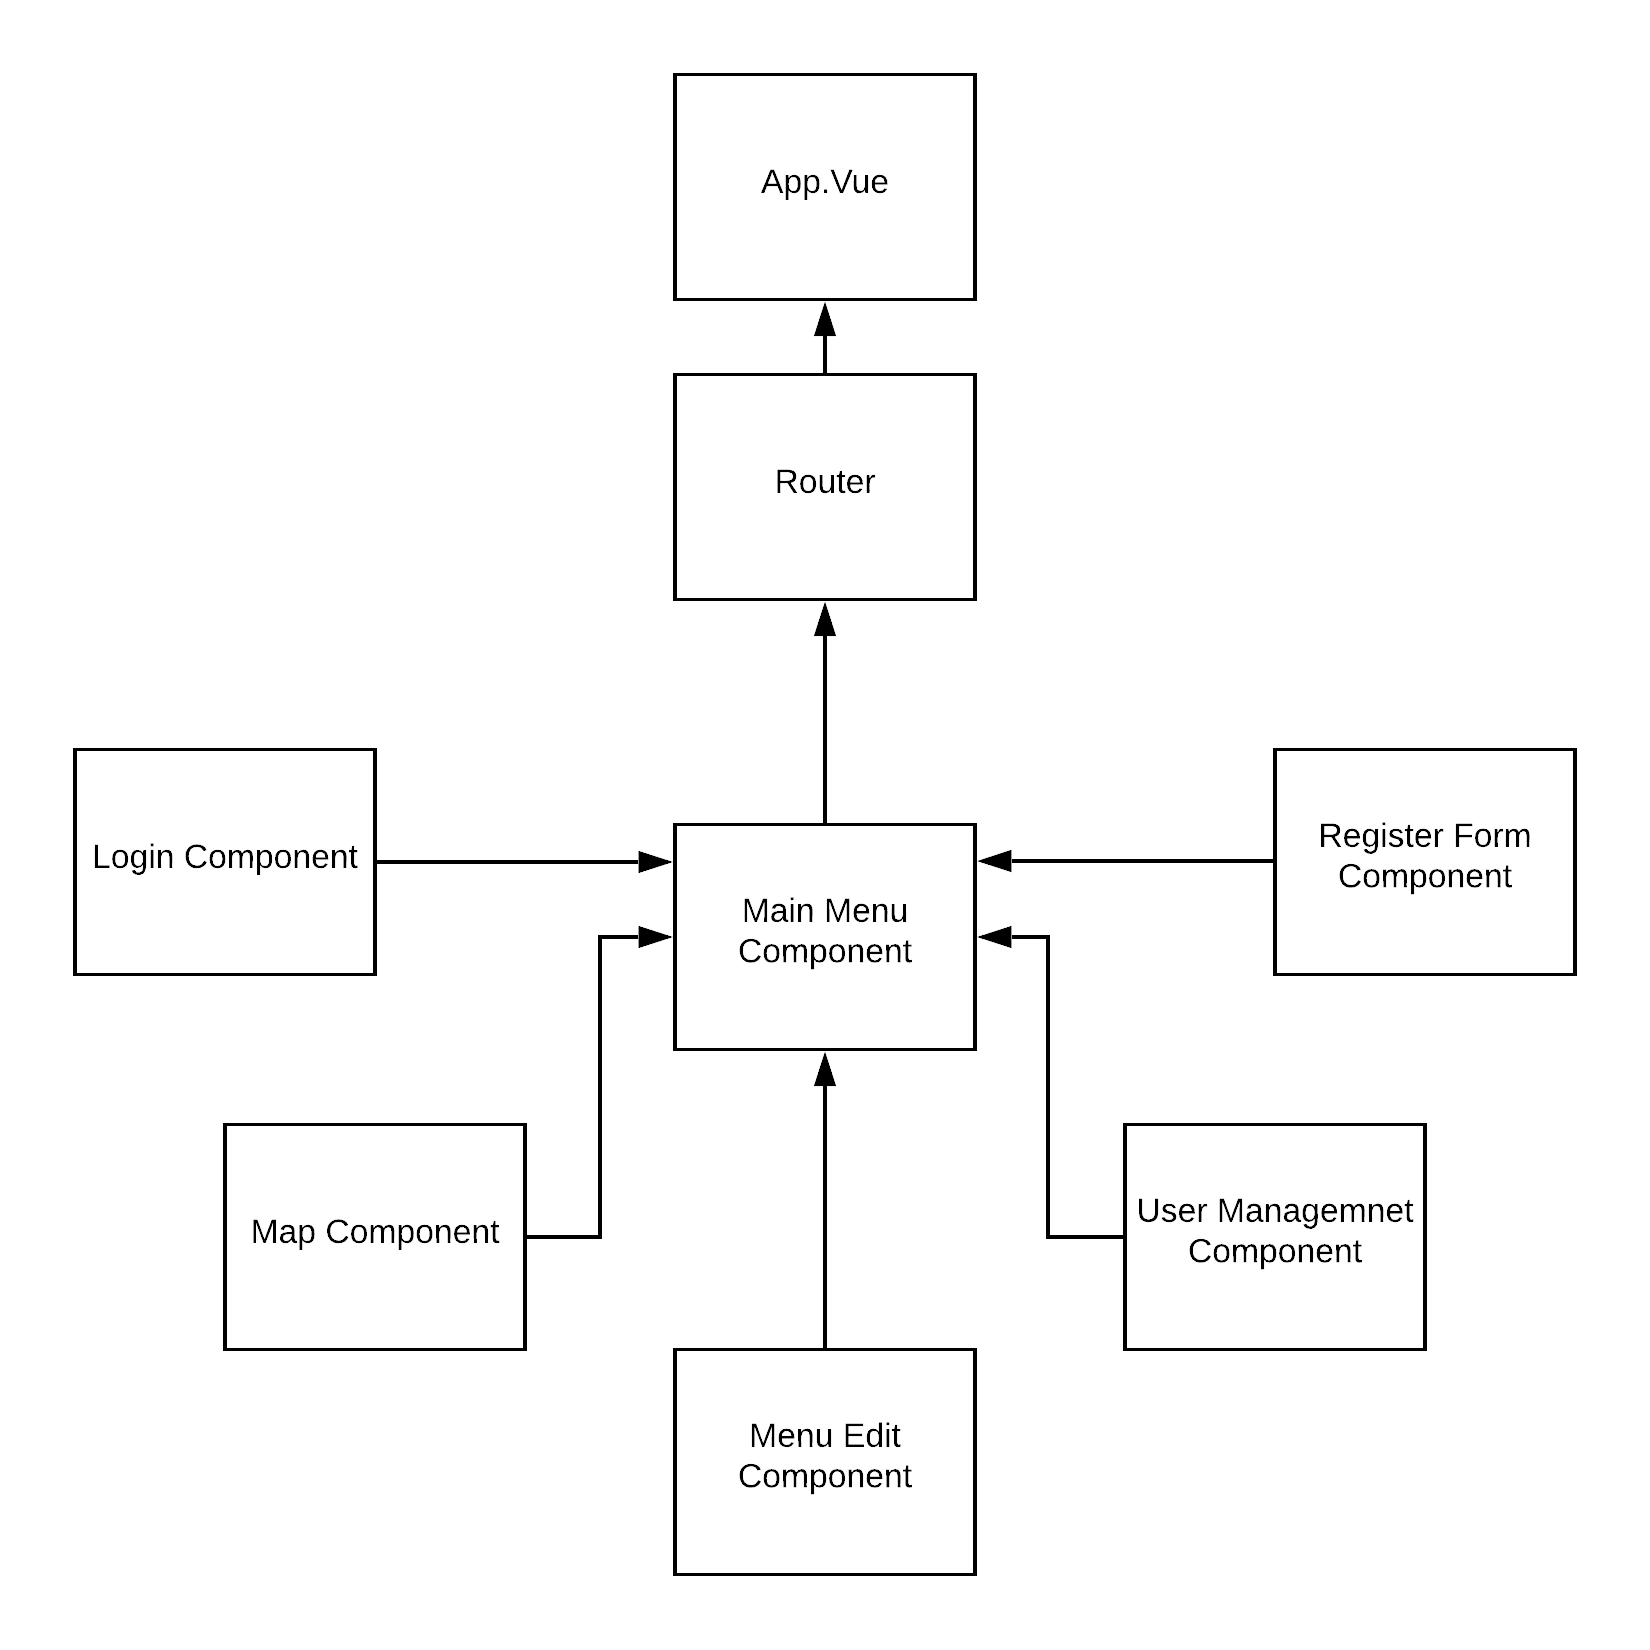 App.Vue
Router
Login Component
Register Form
Component
Main Menu
Component
Map Component
User Managemnet
Component
Menu Edit
Component